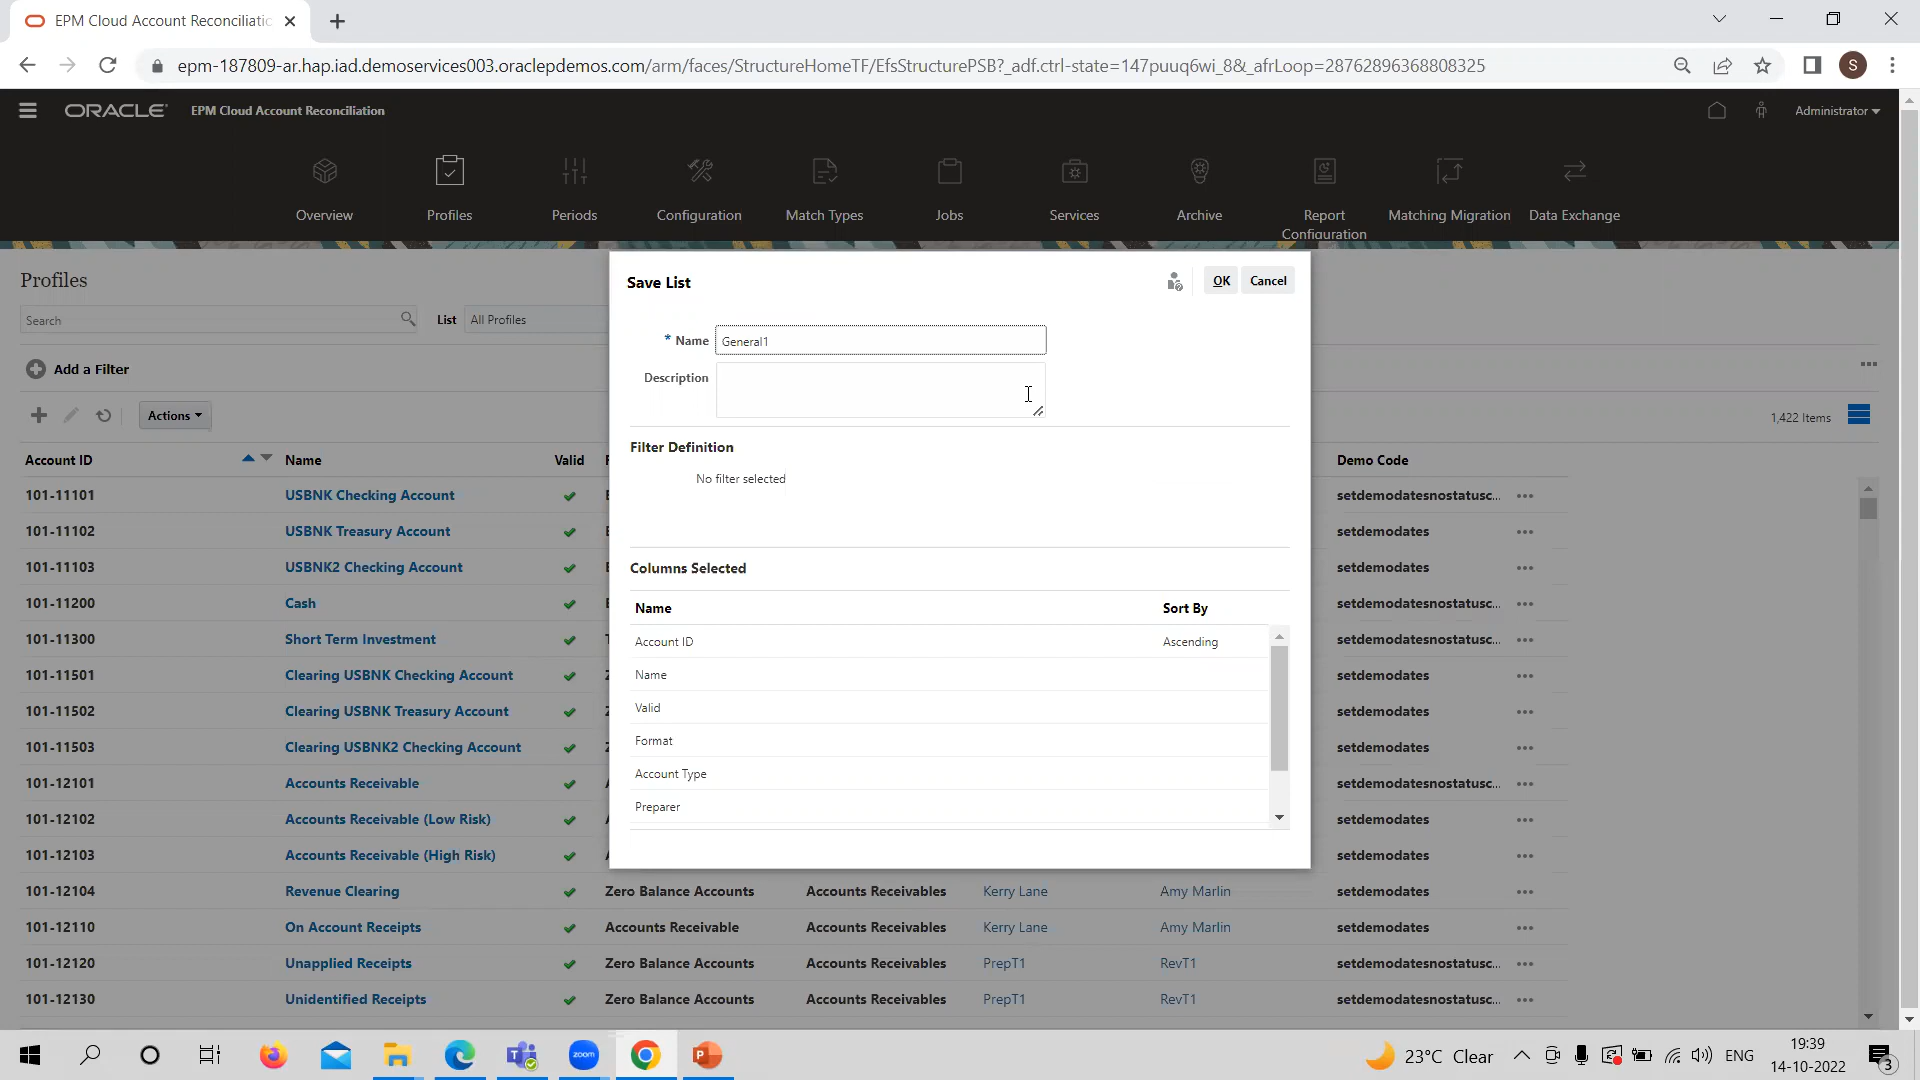 EPM Cloud Account Reconciliatio
epm-187809-ar.hap.iad.demoservices003.oraclepdemos.com/arm/faces/StructureHomeTF/EfsStructurePSB?_adf.ctrl-state=147puuq6wi_8&_afrLoop=28762896368808325
S
ORACLE EPM Cloud Account Reconciliation
Administrator
Overview Profiles Periods Configuration Match Types Jobs Services Archive Report Configuration Matching Migration Data Exchange
Profiles
Search List All Profiles
Add a Filter
Actions
1,422 Items
Account ID Name Valid Demo Code
101-11101 USBNK Checking Account setdemodatesnostatusc...
101-11102 USBNK Treasury Account setdemodates
101-11103 USBNK2 Checking Account setdemodates
101-11200 Cash setdemodatesnostatusc...
101-11300 Short Term Investment setdemodatesnostatusc...
101-11501 Clearing USBNK Checking Account setdemodates
101-11502 Clearing USBNK Treasury Account setdemodates
101-11503 Clearing USBNK2 Checking Account setdemodates
101-12101 Accounts Receivable setdemodatesnostatusc...
101-12102 Accounts Receivable (Low Risk) setdemodates
101-12103 Accounts Receivable (High Risk) setdemodates
101-12104 Revenue Clearing Zero Balance Accounts Accounts Receivables Kerry Lane Amy Marlin setdemodates
101-12110 On Account Receipts Accounts Receivable Accounts Receivables Kerry Lane Amy Marlin setdemodates
101-12120 Unapplied Receipts Zero Balance Accounts Accounts Receivables PrepT1 RevT1 setdemodatesnostatusc...
101-12130 Unidentified Receipts Zero Balance Accounts Accounts Receivables PrepT1 RevT1 setdemodatesnostatusc...
Save List OK Cancel
* Name General1
Description
Filter Definition
No filter selected
Columns Selected
Name Sort By
Account ID Ascending
Name
Valid
Format
Account Type
Preparer
zoom
23°C Clear ENG 19:39
14-10-2022
3